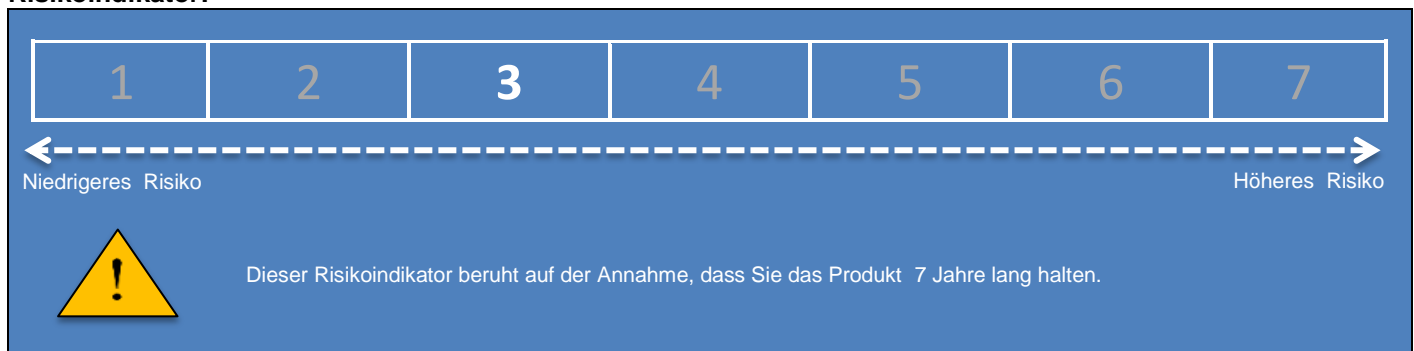 Risikoindikator:
1 2 3 4 5 6 7
Niedrigeres Risiko Höheres Risiko
!
Dieser Risikoindikator beruht auf der Annahme, dass Sie das Produkt 7 Jahre lang halten.